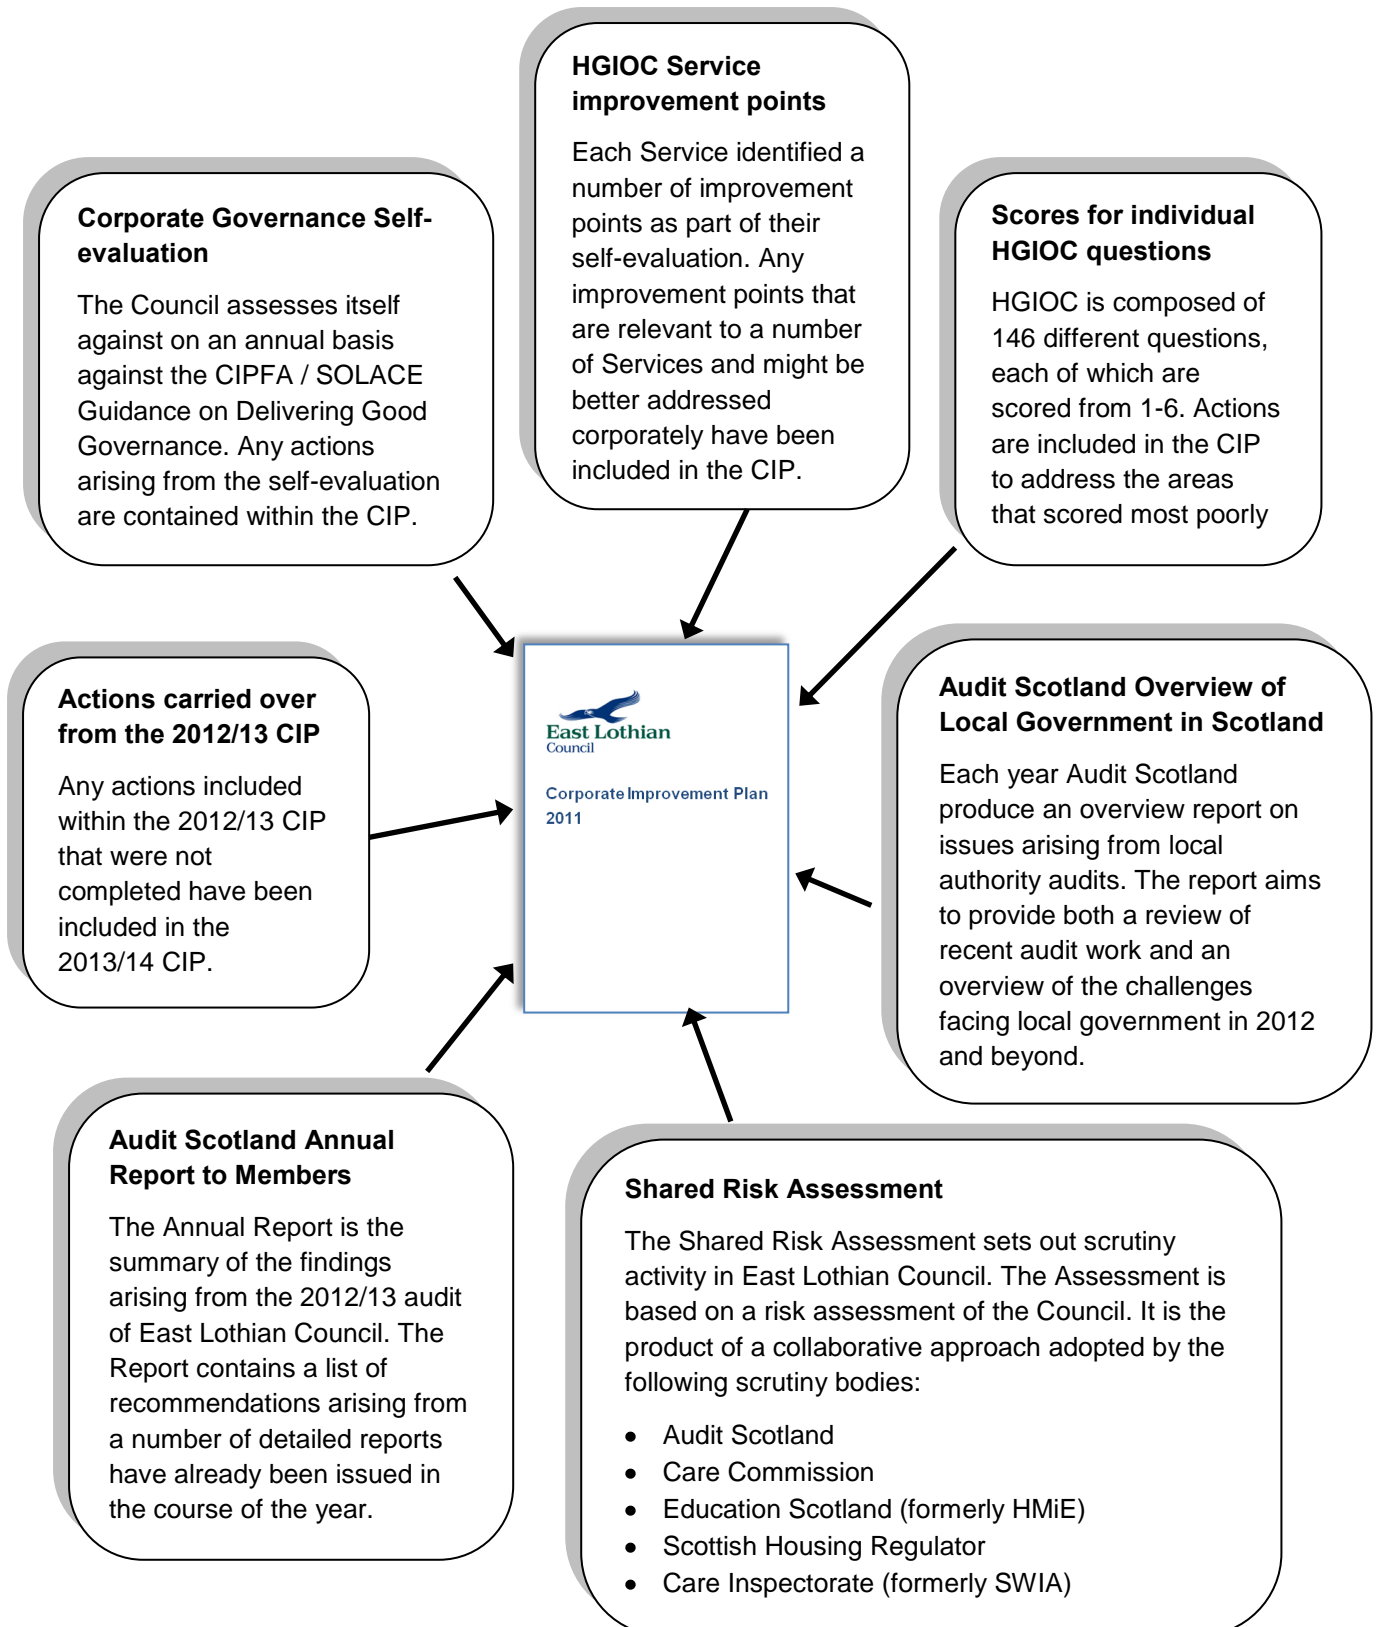 HGIOC Service
improvement points
Each Service identified a
number of improvement
points as part of their
self-evaluation. Any
improvement points that
are relevant to a number
of Services and might be
better addressed
corporately have been
included in the CIP.
Corporate Governance Self-
evaluation
The Council assesses itself
against on an annual basis
against the CIPFA / SOLACE
Guidance on Delivering Good
Governance. Any actions
arising from the self-evaluation
are contained within the CIP.
Scores for individual
HGIOC questions
HGIOC is composed of
146 different questions,
each of which are
scored from 1-6. Actions
are included in the CIP
to address the areas
that scored most poorly
Actions carried over
from the 2012/13 CIP
Any actions included
within the 2012/13 CIP
that were not
completed have been
included in the
2013/14 CIP.
East Lothian
Council
Corporate Improvement Plan
2011
Audit Scotland Overview of
Local Government in Scotland
Each year Audit Scotland
produce an overview report on
issues arising from local
authority audits. The report aims
to provide both a review of
recent audit work and an
overview of the challenges
facing local government in 2012
and beyond.
Audit Scotland Annual
Report to Members
The Annual Report is the
summary of the findings
arising from the 2012/13 audit
of East Lothian Council. The
Report contains a list of
recommendations arising from
a number of detailed reports
have already been issued in
the course of the year.
Shared Risk Assessment
The Shared Risk Assessment sets out scrutiny
activity in East Lothian Council. The Assessment is
based on a risk assessment of the Council. It is the
product of a collaborative approach adopted by the
following scrutiny bodies:
• Audit Scotland
• Care Commission
• Education Scotland (formerly HMiE)
• Scottish Housing Regulator
• Care Inspectorate (formerly SWIA)